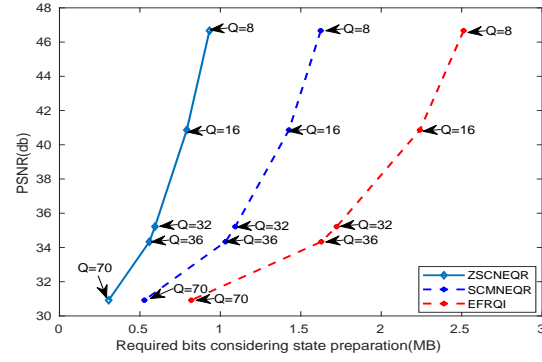 48
46
44
42
40
38
36
34
32
30
PSNR(db)
Q=8
Q=8
Q=8
Q=16
Q=16
Q=16
Q=32
Q=32
Q=32
Q=36
Q=36
Q=36
Q=70
Q=70
Q=70
ZSCNEQR
SCMNEQR
EFRQI
0 0.5 1 1.5 2 2.5 3
Required bits considering state preparation(MB)